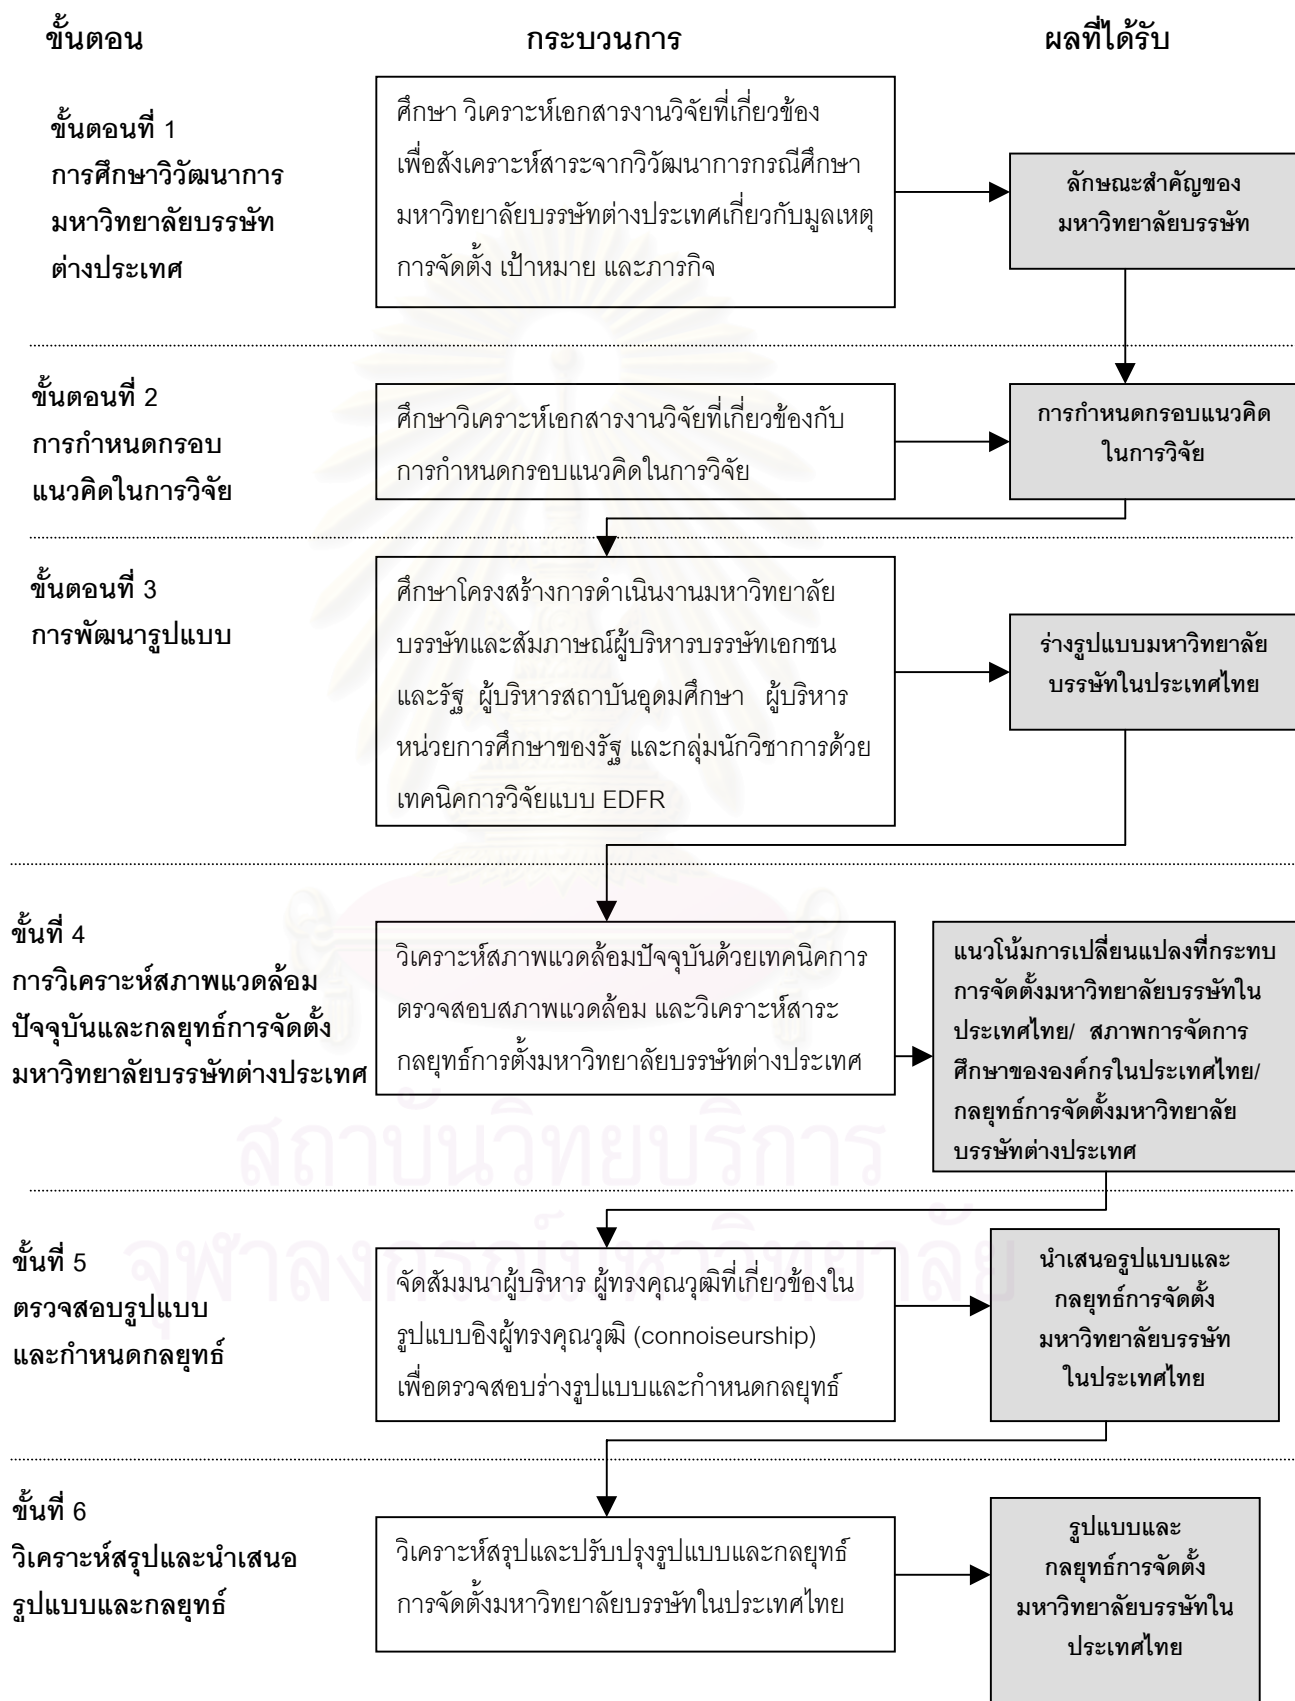 ขั้นตอน
กระบวนการ
ผลที่ได้รับ
ขั้นตอนที่ 1
การศึกษาวิวัฒนาการ
มหาวิทยาลัยบรรษัท
ต่างประเทศ
ศึกษา วิเคราะห์เอกสารงานวิจัยที่เกี่ยวข้อง
เพื่อสังเคราะห์สาระจากวิวัฒนาการกรณีศึกษา
มหาวิทยาลัยบรรษัทต่างประเทศเกี่ยวกับมูลเหตุ
การจัดตั้ง เป้าหมาย และภารกิจ
ลักษณะสำคัญของ
มหาวิทยาลัยบรรษัท
ขั้นตอนที่ 2
การกำหนดกรอบ
แนวคิดในการวิจัย
ศึกษาวิเคราะห์เอกสารงานวิจัยที่เกี่ยวข้องกับ
การกำหนดกรอบแนวคิดในการวิจัย
การกำหนดกรอบแนวคิด
ในการวิจัย
ขั้นตอนที่ 3
การพัฒนารูปแบบ
ศึกษาโครงสร้างการดำเนินงานมหาวิทยาลัย
บรรษัทและสัมภาษณ์ผู้บริหารบรรษัทเอกชน
และรัฐ ผู้บริหารสถาบันอุดมศึกษา ผู้บริหาร
หน่วยการศึกษาของรัฐ และกลุ่มนักวิชาการด้วย
เทคนิคการวิจัยแบบ EDFR
ร่างรูปแบบมหาวิทยาลัย
บรรษัทในประเทศไทย
ขั้นที่ 4
การวิเคราะห์สภาพแวดล้อม
ปัจจุบันและกลยุทธ์การจัดตั้ง
มหาวิทยาลัยบรรษัทต่างประเทศ
วิเคราะห์สภาพแวดล้อมปัจจุบันด้วยเทคนิคการ
ตรวจสอบสภาพแวดล้อม และวิเคราะห์สาระ
กลยุทธ์การตั้งมหาวิทยาลัยบรรษัทต่างประเทศ
แนวโน้มการเปลี่ยนแปลงที่กระทบ
การจัดตั้งมหาวิทยาลัยบรรษัทใน
ประเทศไทย/ สภาพการจัดการ
ศึกษาขององค์กรในประเทศไทย/
กลยุทธ์การจัดตั้งมหาวิทยาลัย
บรรษัทต่างประเทศ
สถาบันวิทยบริการ
จุฬาลงกรณ์มหาวิทยาลัย
ขั้นที่ 5
ตรวจสอบรูปแบบ
และกำหนดกลยุทธ์
จัดสัมมนาผู้บริหาร ผู้ทรงคุณวุฒิที่เกี่ยวข้องใน
รูปแบบอิงผู้ทรงคุณวุฒิ (connoiseurship)
เพื่อตรวจสอบร่างรูปแบบและกำหนดกลยุทธ์
นำเสนอรูปแบบและ
กลยุทธ์การจัดตั้ง
มหาวิทยาลัยบรรษัท
ในประเทศไทย
ขั้นที่ 6
วิเคราะห์สรุปและนำเสนอ
รูปแบบและกลยุทธ์
วิเคราะห์สรุปและปรับปรุงรูปแบบและกลยุทธ์
การจัดตั้งมหาวิทยาลัยบรรษัทในประเทศไทย
รูปแบบและ
กลยุทธ์การจัดตั้ง
มหาวิทยาลัยบรรษัทใน
ประเทศไทย